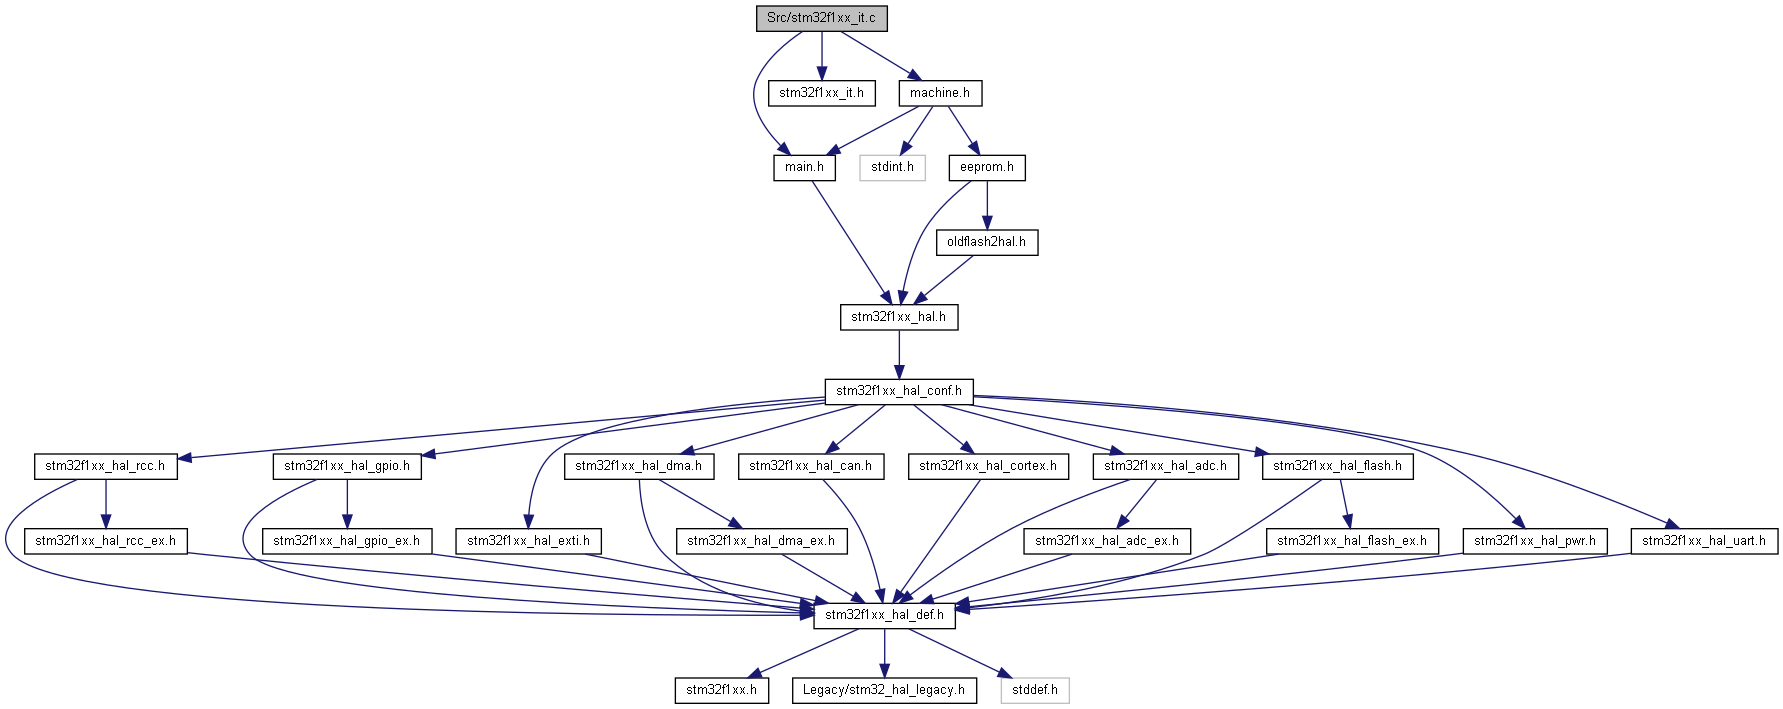 Src/stm32f1xx_it.c
stm32f1xx_it.h
machine.h
main.h
stdint.h
eeprom.h
oldflash2hal.h
stm32f1xx_hal.h
stm32f1xx_hal_conf.h
stm32f1xx_hal_rcc.h
stm32f1xx_hal_gpio.h
stm32f1xx_hal_dma.h
stm32f1xx_hal_can.h
stm32f1xx_hal_cortex.h
stm32f1xx_hal_adc.h
stm32f1xx_hal_flash.h
stm32f1xx_hal_rcc_ex.h
stm32f1xx_hal_gpio_ex.h
stm32f1xx_hal_exti.h
stm32f1xx_hal_dma_ex.h
stm32f1xx_hal_adc_ex.h
stm32f1xx_hal_flash_ex.h
stm32f1xx_hal_pwr.h
stm32f1xx_hal_uart.h
stm32f1xx_hal_def.h
stm32f1xx.h
Legacy/stm32_hal_legacy.h
stddef.h